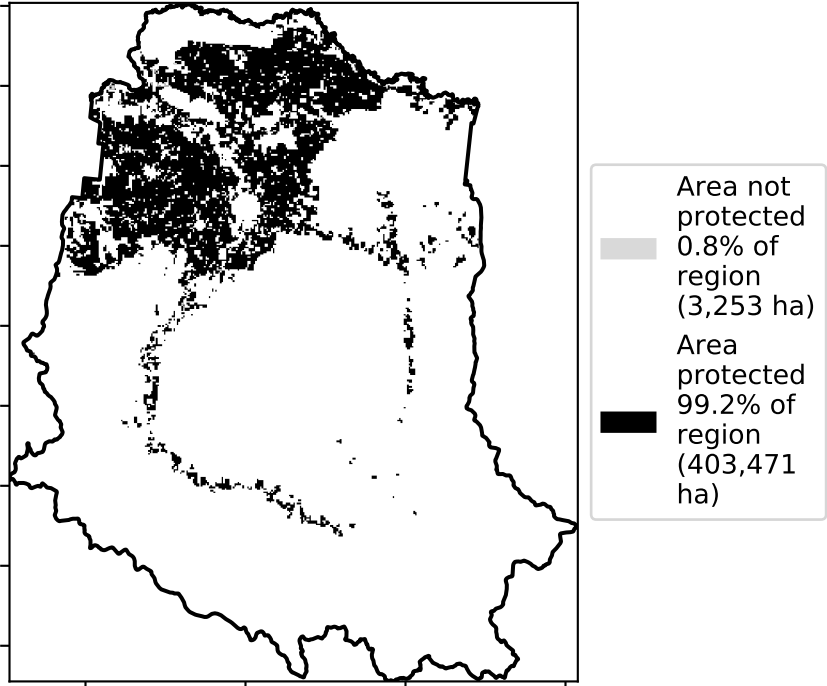 Area not
protected
0.8% of
region
(3,253 ha)
Area
protected
99.2% of
region
(403,471
ha)